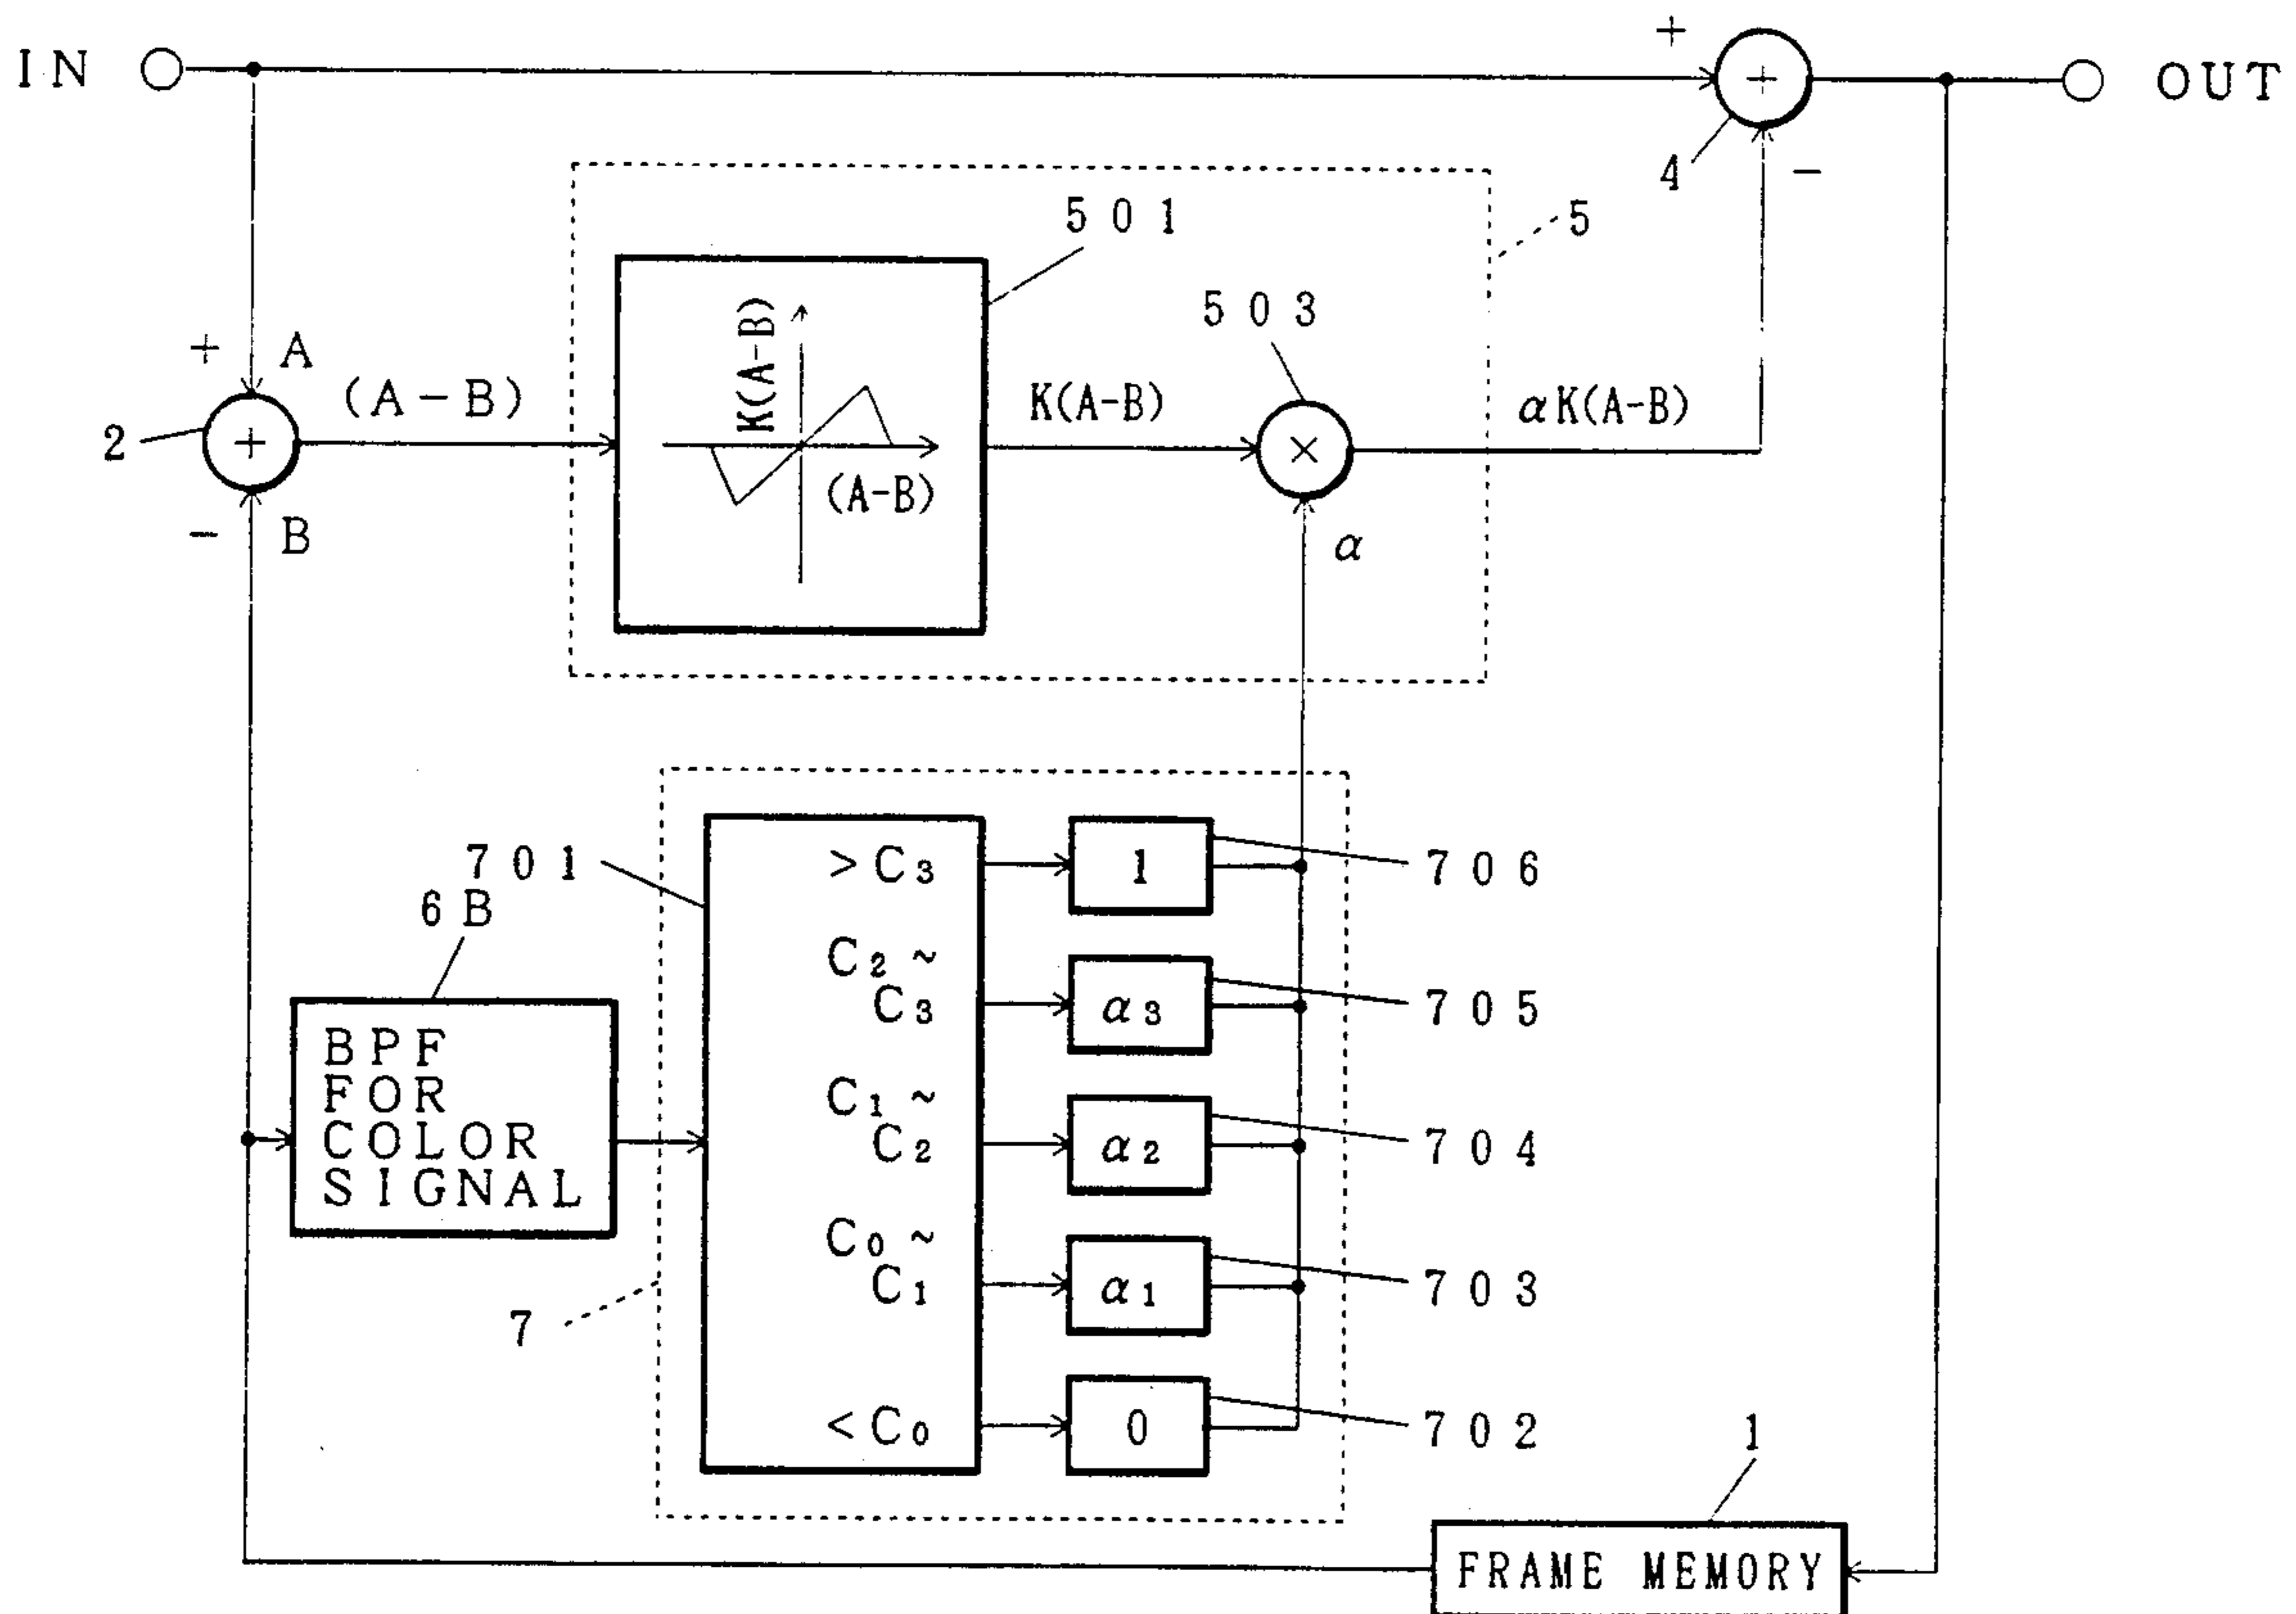 IN
+
OUT
4
-
5
501
503
+ A
(A-B)
K(A-B)
(A-B)
K(A-B)
αK(A-B)
2
+
×
+
- B
α
701
6B
BPF
FOR
COLOR
SIGNAL
7
>C3
C2~
C3
C1~
C2
C0~
C1
<C0
1
α3
α2
α1
0
706
705
704
703
702
1
FRAME MEMORY